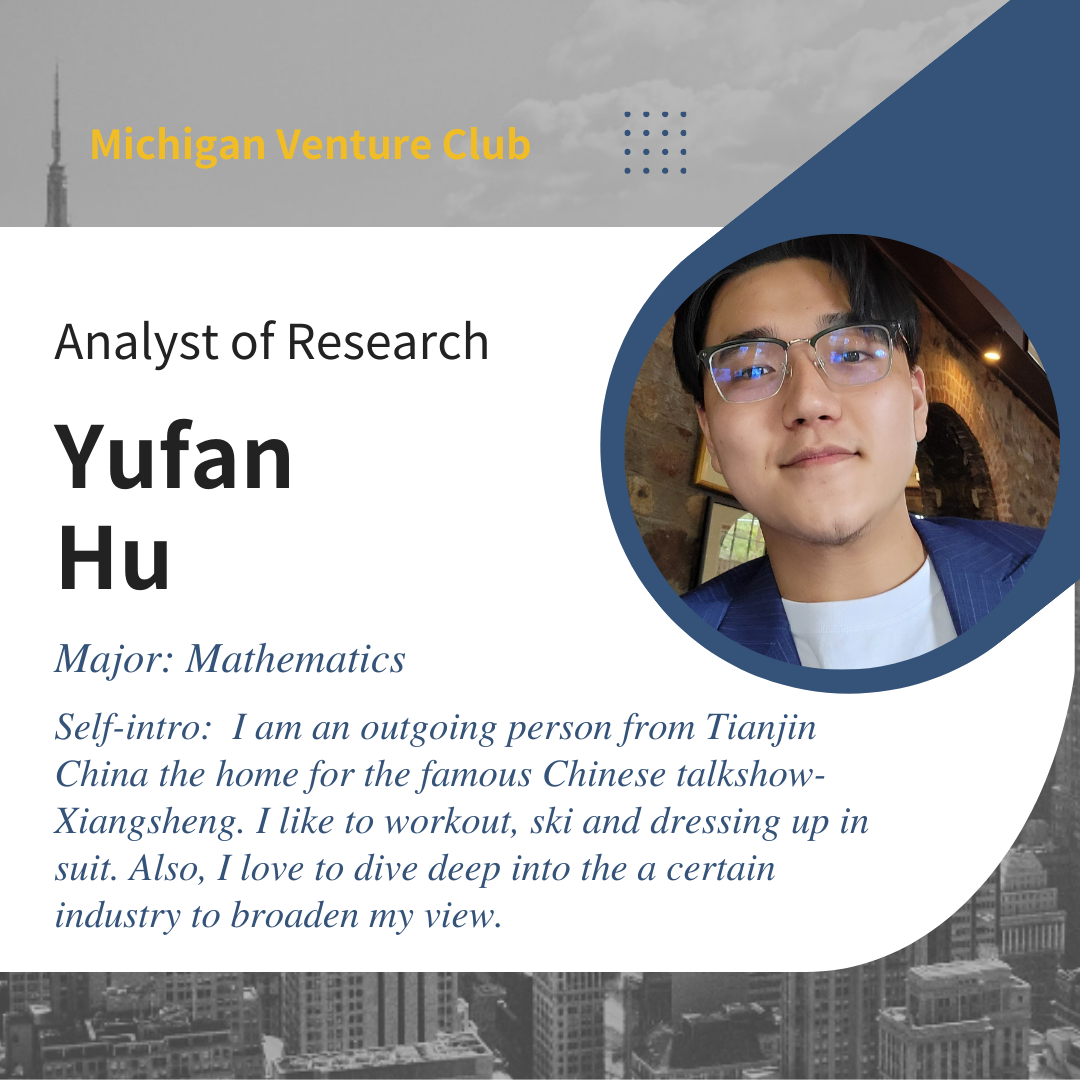 Michigan Venture Club
Analyst of Research
Yufan
Hu
Major: Mathematics
Self-intro:  I am an outgoing person from Tianjin
China the home for the famous Chinese talkshow-
Xiangsheng. I like to workout, ski and dressing up in
suit. Also, I love to dive deep into the a certain
industry to broaden my view.